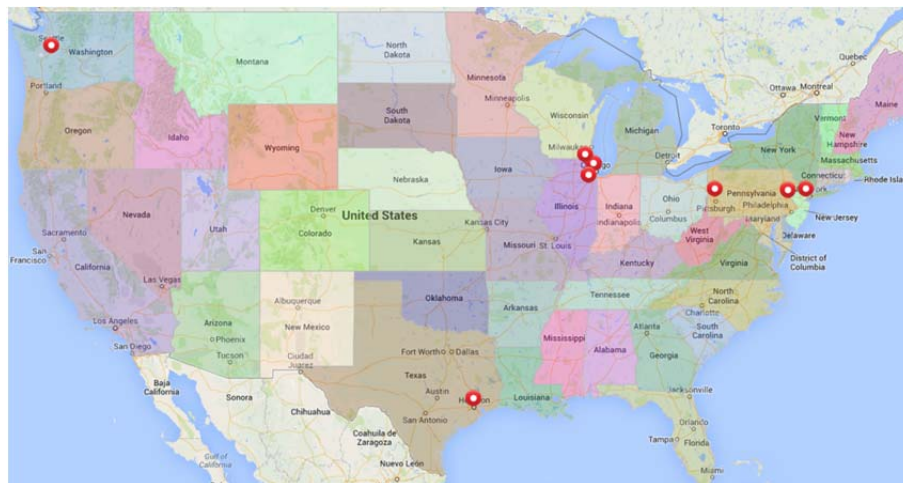 Seattle
Washington
Montana
North
Dakota
Minnesota
Quebec
Ottawa
Montreal
Maine
Portland
Oregon
Idaho
Wyoming
South
Dakota
Minneapolis
Wisconsin
Michigan
Toronto
Vermont
New
Hampshire
New York
Massachusetts
Milwauk
go
Detroit
Connecticut
Rhode Isla
Iowa
Nebraska
Nevada
Utah
Denver
Colorado
United States
Kansas
Kansas City
Illinois
Indiana
Indianapolis
Ohio
Columbus
Pennsylvania
Pittsburgh
Philadelphia
ork
New Jersey
Maryland
Delaware
District of
Columbia
Sacramento
San
Francisco
California
Las Vegas
Missouri
St. Louis
West
Virginia
Virginia
Kentucky
Los Angeles
San Diego
Arizona
Phoenix
Tucson
Albuquerque
New Mexico
Ciudad
Juarez
Oklahoma
Arkansas
Tennessee
North
Carolina
Charlotte
South
Carolina
Mississippi
Alabama
Atlanta
Georgia
Fort Worth
Dallas
Texas
Austin
San Antonio
Louisiana
Jacksonville
Orlando
Tampa
Florida
Miami
Baja
California
Sonora
Chihuahua
Coahuila de
Zaragoza
Nuevo León
Gulf of
California